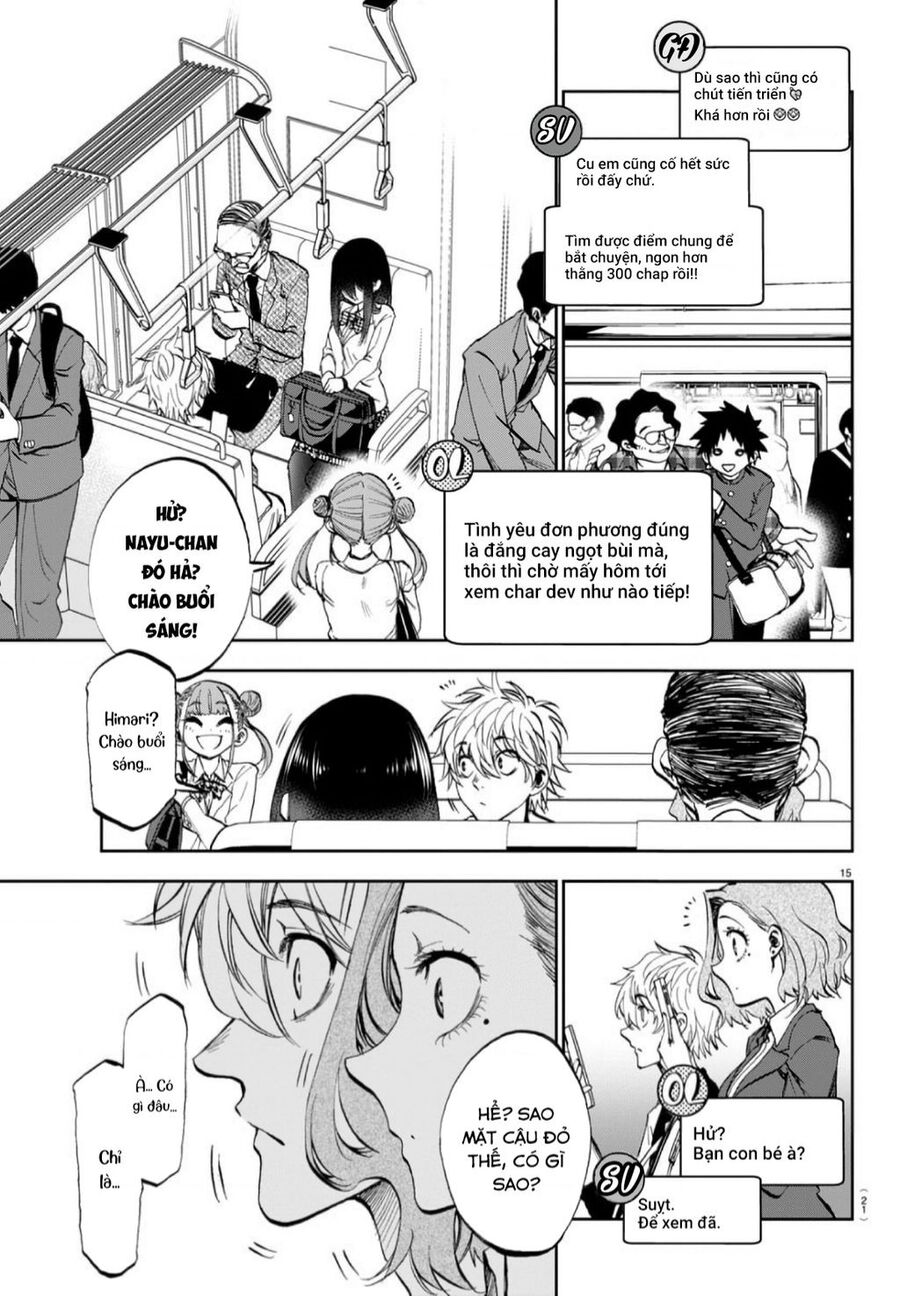 GĐ
Dù sao thì cũng có
chút tiến triển
Khá hơn rồi
SV
Cu em cũng cố hết sức
rồi đấy chứ.
Tìm được điểm chung để
bắt chuyện, ngon hơn
thằng 300 chap rồi!!
OL
Tình yêu đơn phương đúng
là đắng cay ngọt bùi mà,
thôi thì chờ mấy hôm tới
xem char dev như nào tiếp!
HỬ?
NAYU-CHAN
ĐÓ HẢ?
CHÀO BUỔI
SÁNG!
Himari?
Chào buổi
sáng...
15
OL
Hử?
Bạn con bé à?
SV
Suỵt.
Để xem đã.
HỂ? SAO
MẶT CẬU ĐỎ
THẾ, CÓ GÌ
SAO?
À... Có
gì đâu...
Chỉ
là...
(21)